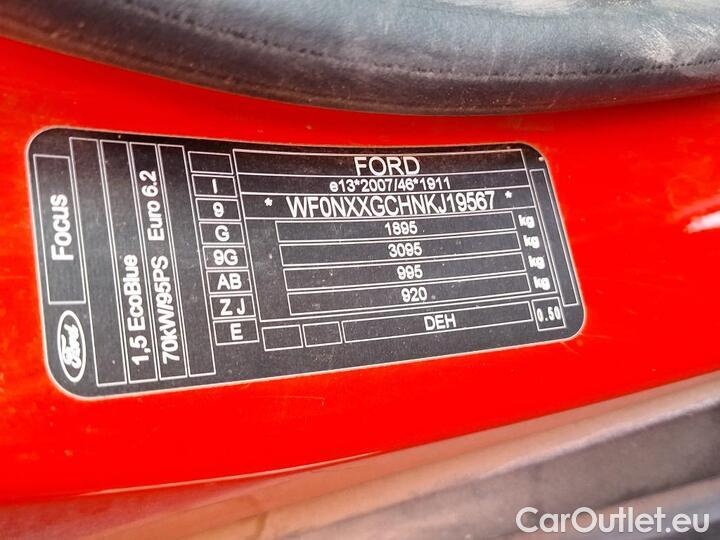 Focus
Ford
1,5 EcoBlue
70kW/95PS Euro 6.2
I
9
G
9G
AB
Z J
E
FORD
e13*2007/46*1911
* WF0NXXGCHNKJ19567 *
1895 kg
3095 kg
995 kg
920 kg
DEH
0.50
CarOutlet.eu